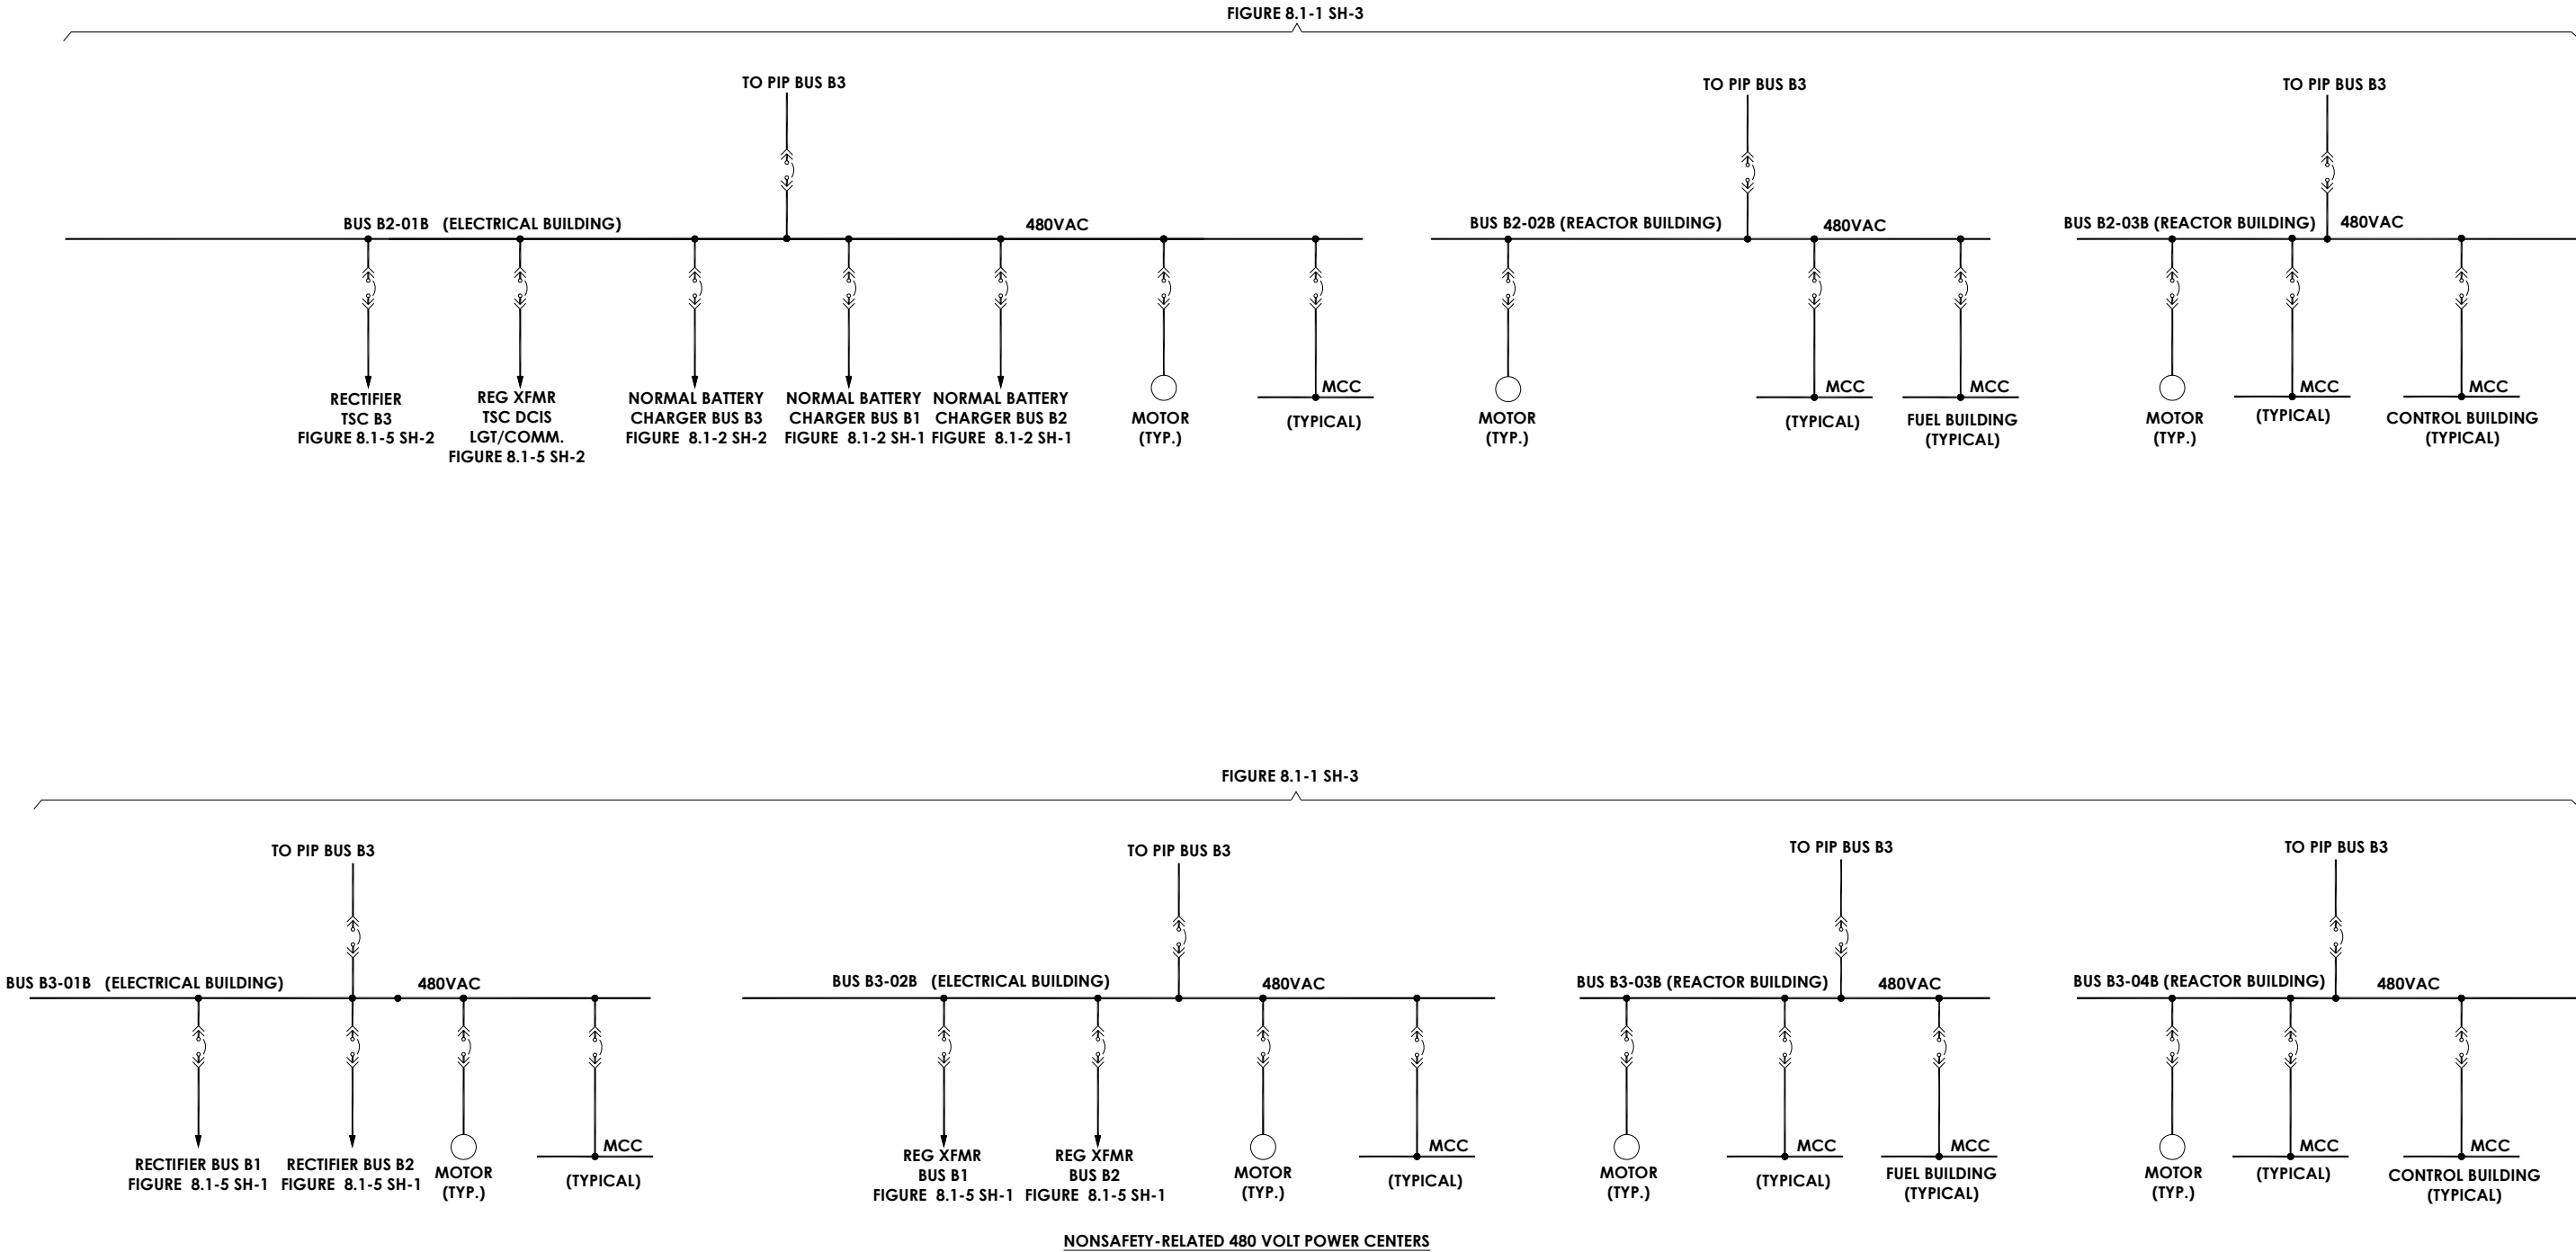 FIGURE 8.1-1 SH-3
TO PIP BUS B3
TO PIP BUS B3
TO PIP BUS B3
BUS B2-01B (ELECTRICAL BUILDING)
480VAC
BUS B2-02B (REACTOR BUILDING)
480VAC
BUS B2-03B (REACTOR BUILDING)
480VAC
RECTIFIER
TSC B3
FIGURE 8.1-5 SH-2
REG XFMR
TSC DCIS
LGT/COMM.
FIGURE 8.1-5 SH-2
NORMAL BATTERY
CHARGER BUS B3
FIGURE 8.1-2 SH-2
NORMAL BATTERY
CHARGER BUS B1
FIGURE 8.1-2 SH-1
NORMAL BATTERY
CHARGER BUS B2
FIGURE 8.1-2 SH-1
MOTOR
(TYP.)
MCC
(TYPICAL)
MOTOR
(TYP.)
MCC
(TYPICAL)
MCC
FUEL BUILDING
(TYPICAL)
MOTOR
(TYP.)
MCC
(TYPICAL)
MCC
CONTROL BUILDING
(TYPICAL)
FIGURE 8.1-1 SH-3
TO PIP BUS B3
TO PIP BUS B3
TO PIP BUS B3
TO PIP BUS B3
BUS B3-01B (ELECTRICAL BUILDING)
480VAC
BUS B3-02B (ELECTRICAL BUILDING)
480VAC
BUS B3-03B (REACTOR BUILDING)
480VAC
BUS B3-04B (REACTOR BUILDING)
480VAC
RECTIFIER BUS B1
FIGURE 8.1-5 SH-1
RECTIFIER BUS B2
FIGURE 8.1-5 SH-1
MOTOR
(TYP.)
MCC
(TYPICAL)
REG XFMR
BUS B1
FIGURE 8.1-5 SH-1
REG XFMR
BUS B2
FIGURE 8.1-5 SH-1
MOTOR
(TYP.)
MCC
(TYPICAL)
MOTOR
(TYP.)
MCC
(TYPICAL)
MCC
FUEL BUILDING
(TYPICAL)
MOTOR
(TYP.)
MCC
(TYPICAL)
MCC
CONTROL BUILDING
(TYPICAL)
NONSAFETY-RELATED 480 VOLT POWER CENTERS